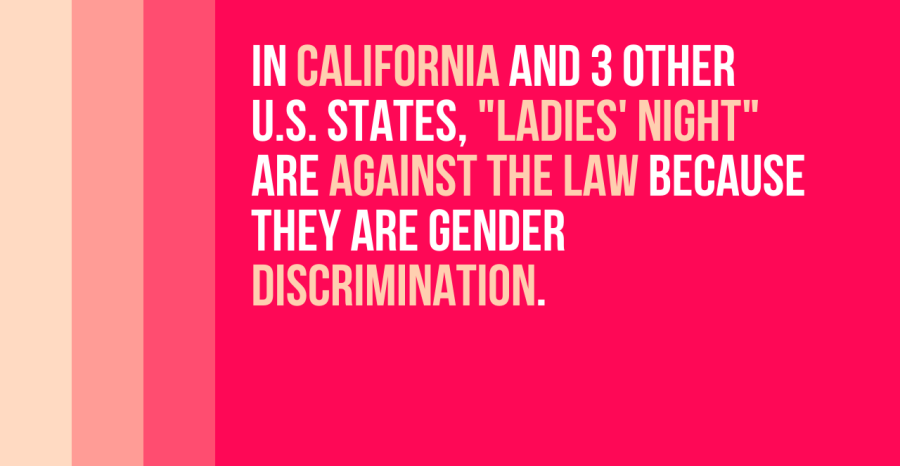 IN CALIFORNIA AND 3 OTHER
U.S. STATES, "LADIES' NIGHT"
ARE AGAINST THE LAW BECAUSE
THEY ARE GENDER
DISCRIMINATION.